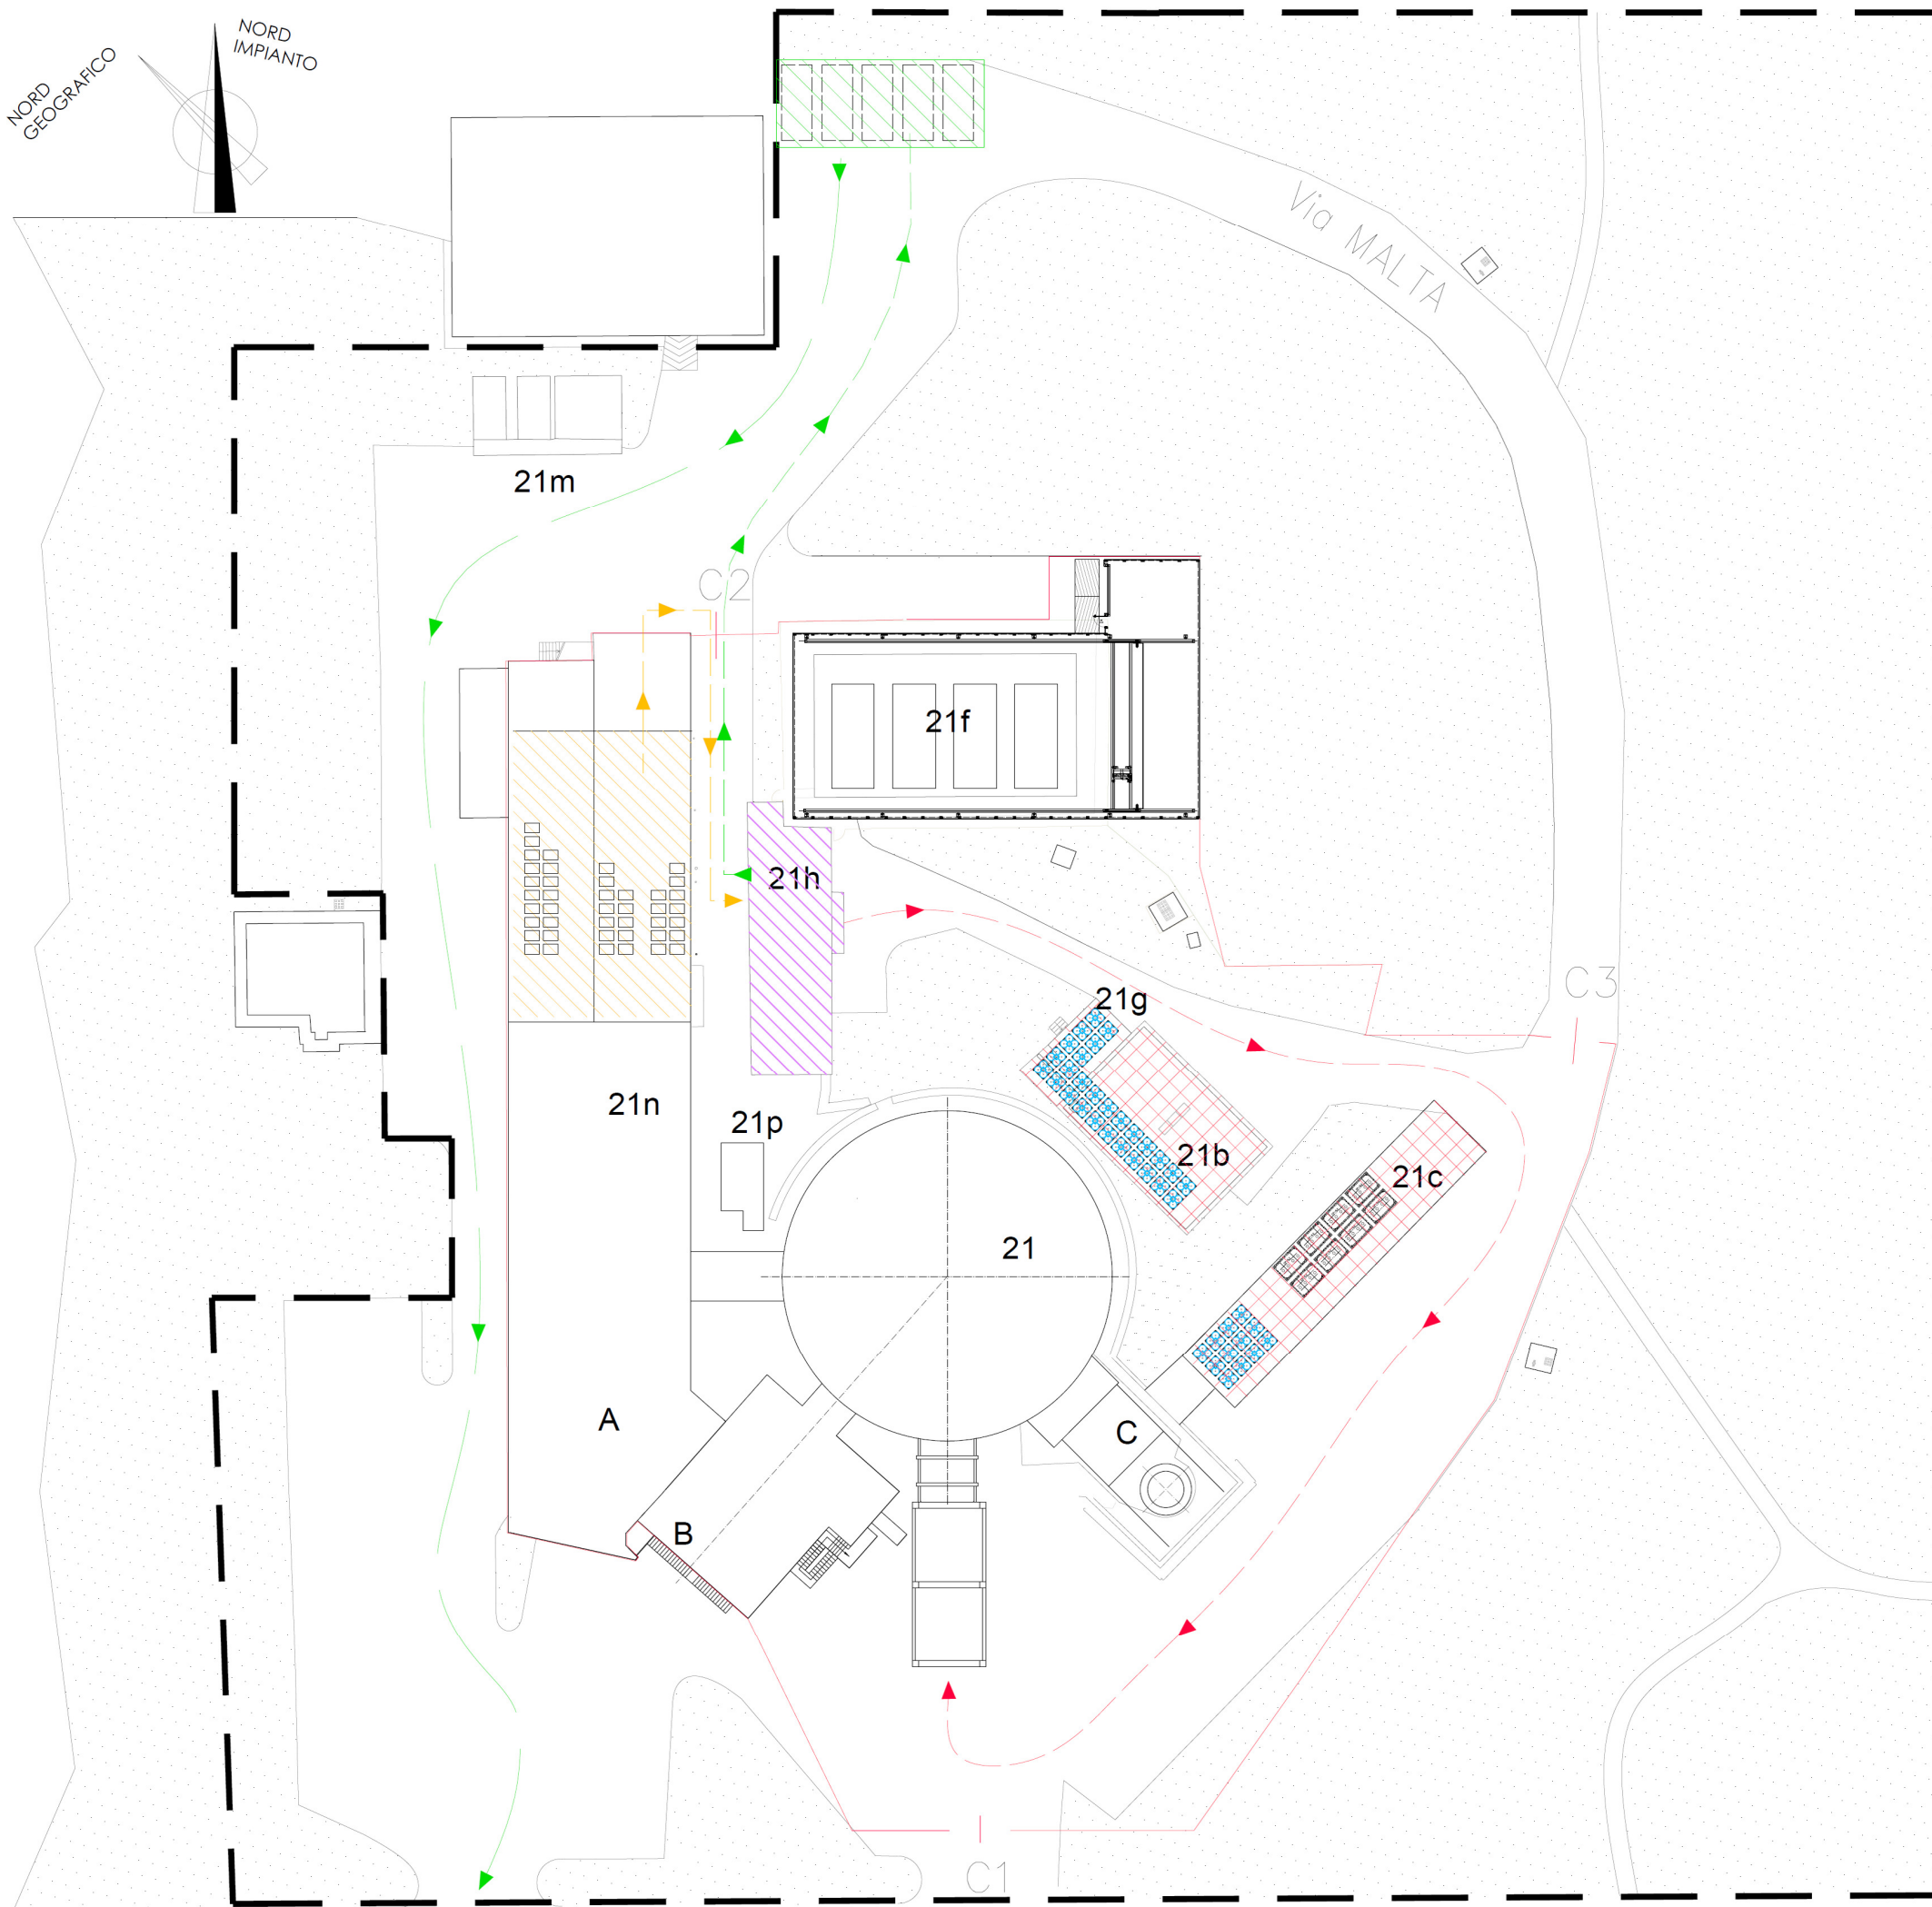 NORD
IMPIANTO
NORD
GEOGRAFICO
Via MALTA
21m
C2
21f
21h
C3
21g
21n
21p
21b
21c
21
A
C
B
C1